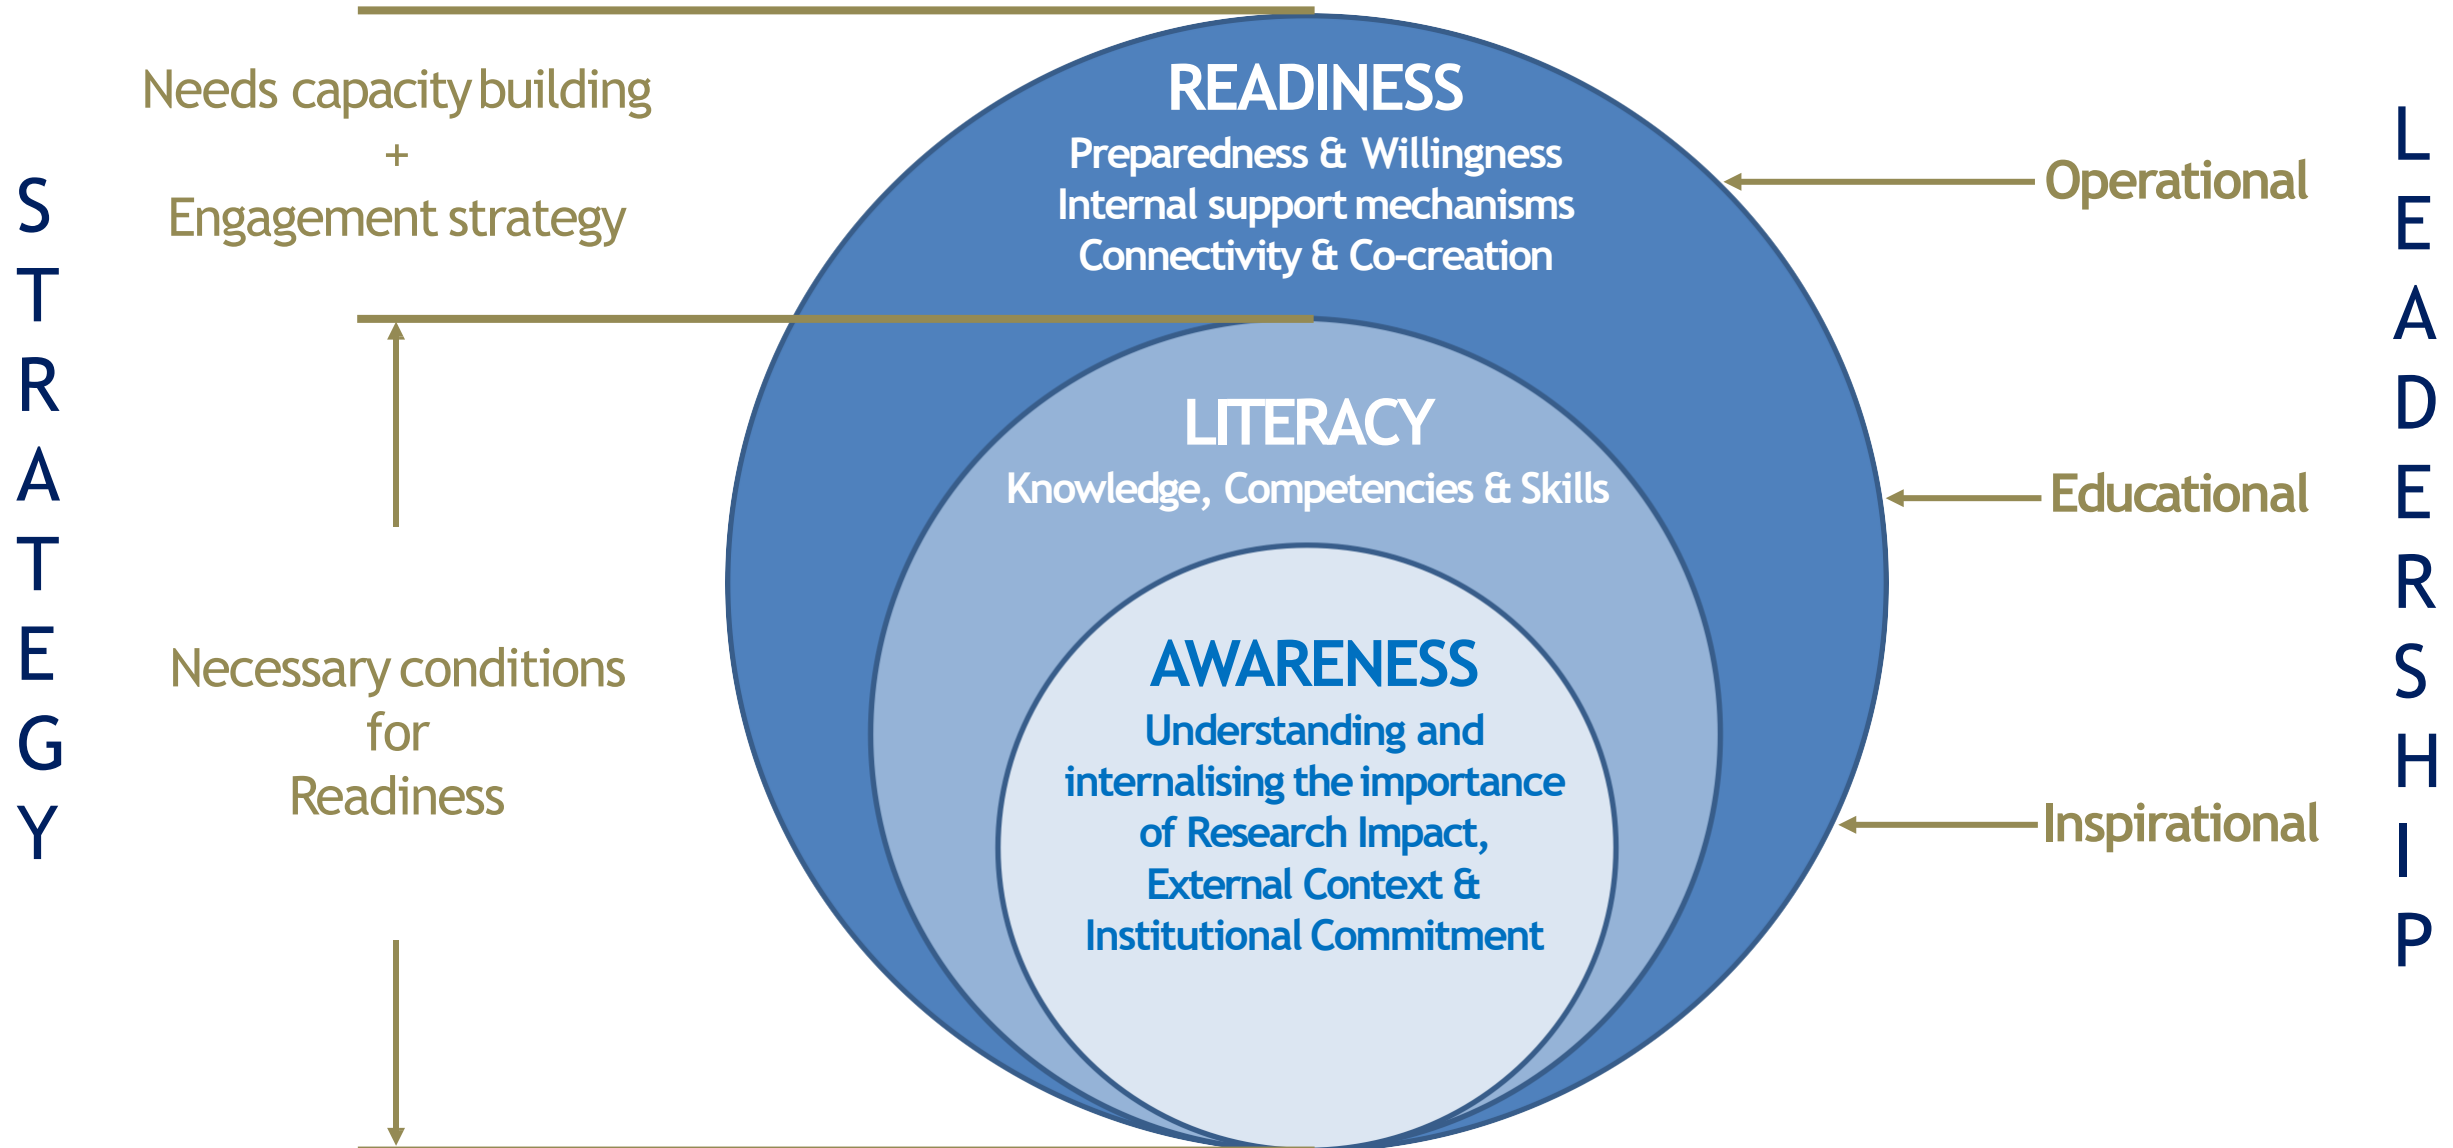 STRATEGY
Needs capacity building
+
Engagement strategy
Necessary conditions
for
Readiness
READINESS
Preparedness & Willingness
Internal support mechanisms
Connectivity & Co-creation
LITERACY
Knowledge, Competencies & Skills
AWARENESS
Understanding and
internalising the importance
of Research Impact,
External Context &
Institutional Commitment
Operational
Educational
Inspirational
LEADERSHIP